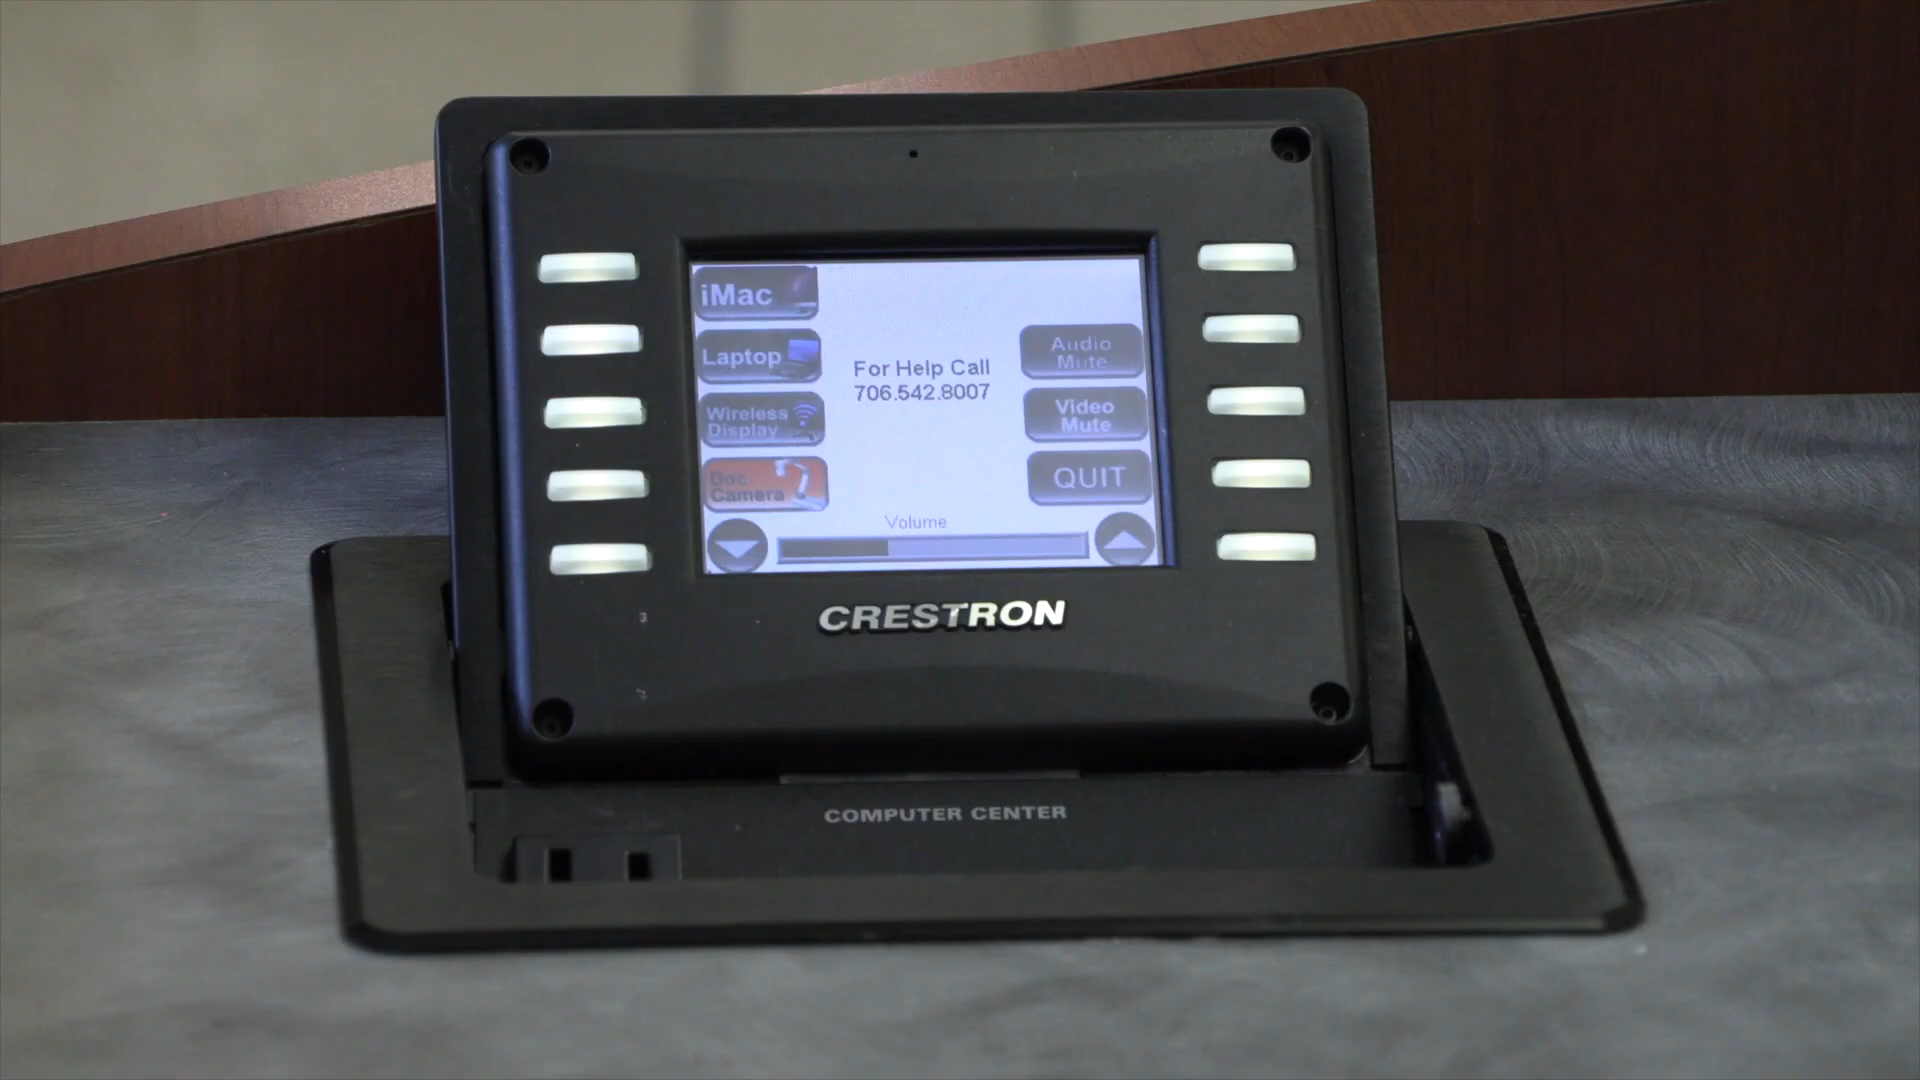 iMac
Laptop
Wireless
Display
Doc
Camera
For Help Call
706.542.8007
Audio
Mute
Video
Mute
QUIT
Volume
CRESTRON
COMPUTER CENTER